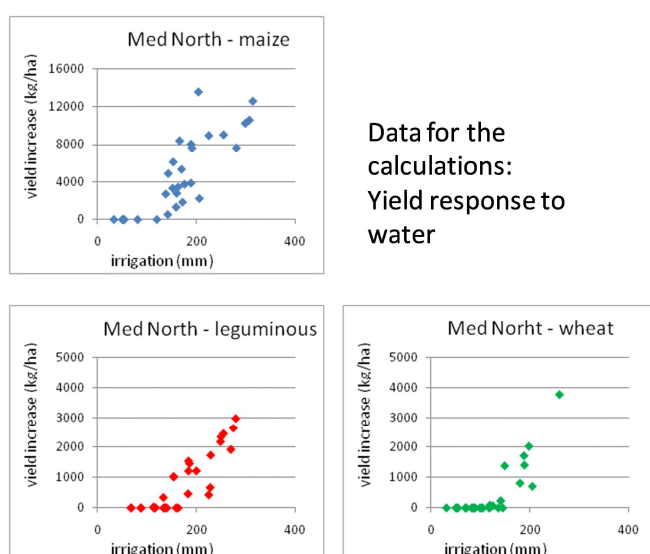 Med North - maize
yield increase (kg/ha)
16000
12000
8000
4000
0
0 200 400
irrigation (mm)
Data for the
calculations:
Yield response to
water
Med North - leguminous
yield increase (kg/ha)
5000
4000
3000
2000
1000
0
0 200 400
irrigation (mm)
Med Norht - wheat
yield increase (kg/ha)
5000
4000
3000
2000
1000
0
0 200 400
irrigation (mm)